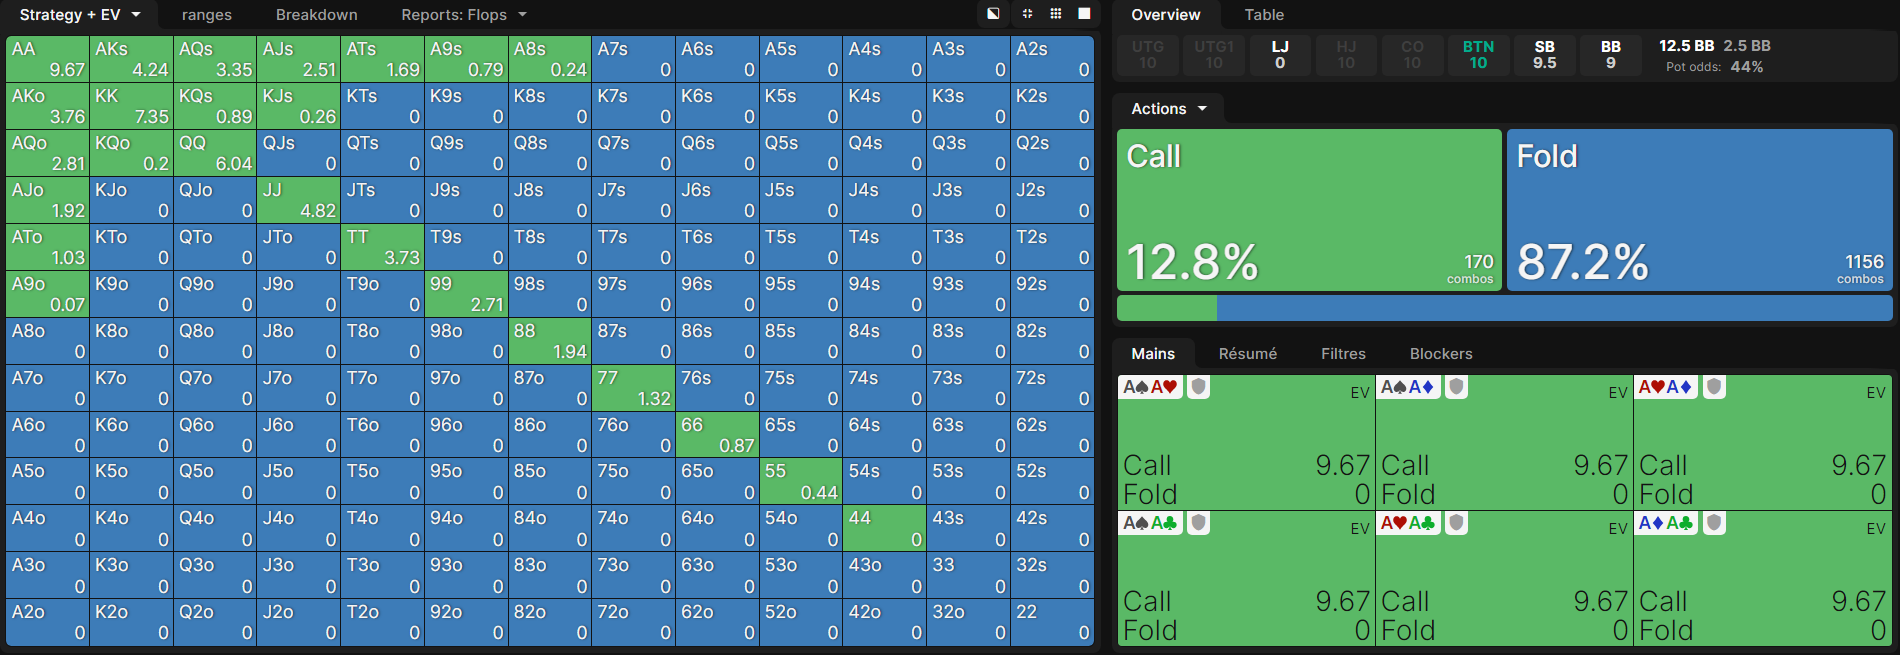 Strategy + EV ranges Breakdown Reports: Flops
AA AKs AQs AJs ATs A9s A8s A7s A6s A5s A4s A3s A2s
9.67 4.24 3.35 2.51 1.69 0.79 0.24 0 0 0 0 0 0
AKo KK KQs KJs KTs K9s K8s K7s K6s K5s K4s K3s K2s
3.76 7.35 0.89 0.26 0 0 0 0 0 0 0 0 0
AQo KQo QQ QJs QTs Q9s Q8s Q7s Q6s Q5s Q4s Q3s Q2s
2.81 0.2 6.04 0 0 0 0 0 0 0 0 0 0
AJo KJo QJo JJ JTs J9s J8s J7s J6s J5s J4s J3s J2s
1.92 0 0 4.82 0 0 0 0 0 0 0 0 0
ATo KTo QTo JTo TT T9s T8s T7s T6s T5s T4s T3s T2s
1.03 0 0 0 3.73 0 0 0 0 0 0 0 0
A9o K9o Q9o J9o T9o 99 98s 97s 96s 95s 94s 93s 92s
0.07 0 0 0 0 2.71 0 0 0 0 0 0 0
A8o K8o Q8o J8o T8o 98o 88 87s 86s 85s 84s 83s 82s
0 0 0 0 0 0 1.94 0 0 0 0 0 0
A7o K7o Q7o J7o T7o 97o 87o 77 76s 75s 74s 73s 72s
0 0 0 0 0 0 0 1.32 0 0 0 0 0
A6o K6o Q6o J6o T6o 96o 86o 76o 66 65s 64s 63s 62s
0 0 0 0 0 0 0 0 0.87 0 0 0 0
A5o K5o Q5o J5o T5o 95o 85o 75o 65o 55 54s 53s 52s
0 0 0 0 0 0 0 0 0 0.44 0 0 0
A4o K4o Q4o J4o T4o 94o 84o 74o 64o 54o 44 43s 42s
0 0 0 0 0 0 0 0 0 0 0 0 0
A3o K3o Q3o J3o T3o 93o 83o 73o 63o 53o 43o 33 32s
0 0 0 0 0 0 0 0 0 0 0 0 0
A2o K2o Q2o J2o T2o 92o 82o 72o 62o 52o 42o 32o 22
0 0 0 0 0 0 0 0 0 0 0 0 0
Overview Table
UTG UTG1 LJ HJ CO BTN SB BB 12.5 BB 2.5 BB
10 10 0 10 10 10 9.5 9 Pot odds: 44%
Actions
Call Fold
12.8% 170 combos 87.2% 1156 combos
Mains Résumé Filtres Blockers
A♠A♥ EV A♠A♦ EV A♥A♦ EV
Call 9.67 Call 9.67 Call 9.67
Fold 0 Fold 0 Fold 0
A♠A♣ EV A♥A♣ EV A♦A♣ EV
Call 9.67 Call 9.67 Call 9.67
Fold 0 Fold 0 Fold 0